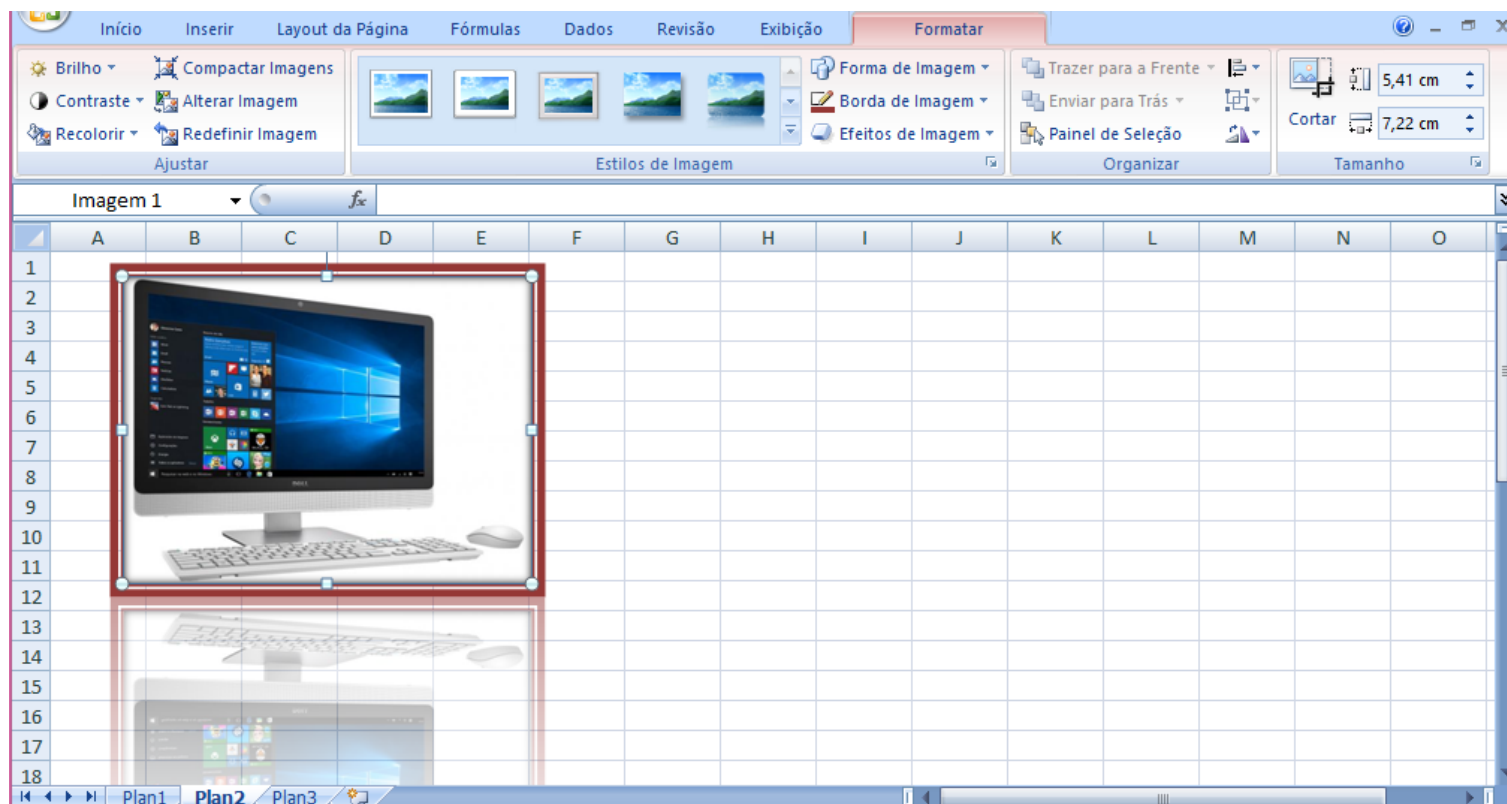 Início Inserir Layout da Página Fórmulas Dados Revisão Exibição Formatar
Brilho Compactar Imagens Forma de Imagem Trazer para a Frente 5,41 cm
Contraste Alterar Imagem Borda de Imagem Enviar para Trás
Recolorir Redefinir Imagem Efeitos de Imagem Painel de Seleção Cortar 7,22 cm
Ajustar Estilos de Imagem Organizar Tamanho
Imagem 1 fx
A B C D E F G H I J K L M N O
1
2
3
4
5
6
7
8
9
10
11
12
13
14
15
16
17
18
Plan1 Plan2 Plan3